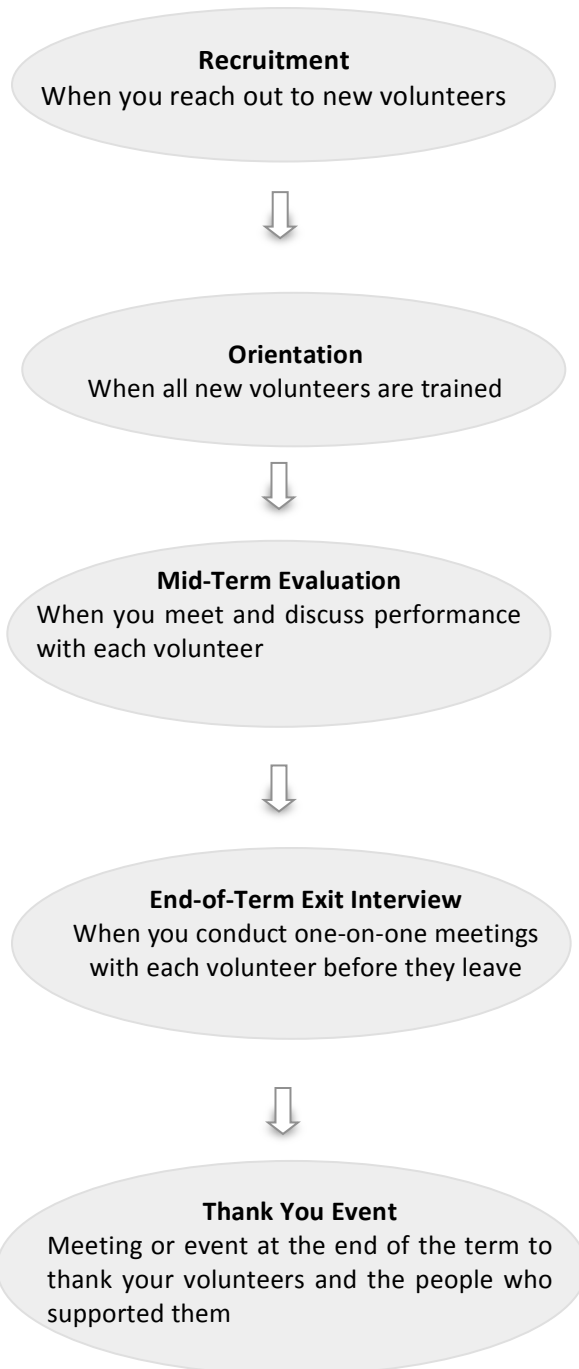 Recruitment
When you reach out to new volunteers
Orientation
When all new volunteers are trained
Mid-Term Evaluation
When you meet and discuss performance
with each volunteer
End-of-Term Exit Interview
When you conduct one-on-one meetings
with each volunteer before they leave
Thank You Event
Meeting or event at the end of the term to
thank your volunteers and the people who
supported them